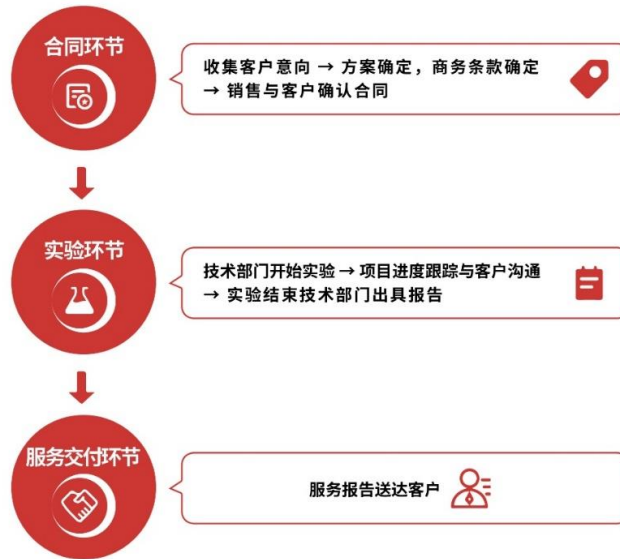 合同环节
收集客户意向 → 方案确定，商务条款确定
→ 销售与客户确认合同
实验环节
技术部门开始实验 → 项目进度跟踪与客户沟通
→ 实验结束技术部门出具报告
服务交付环节
服务报告送达客户